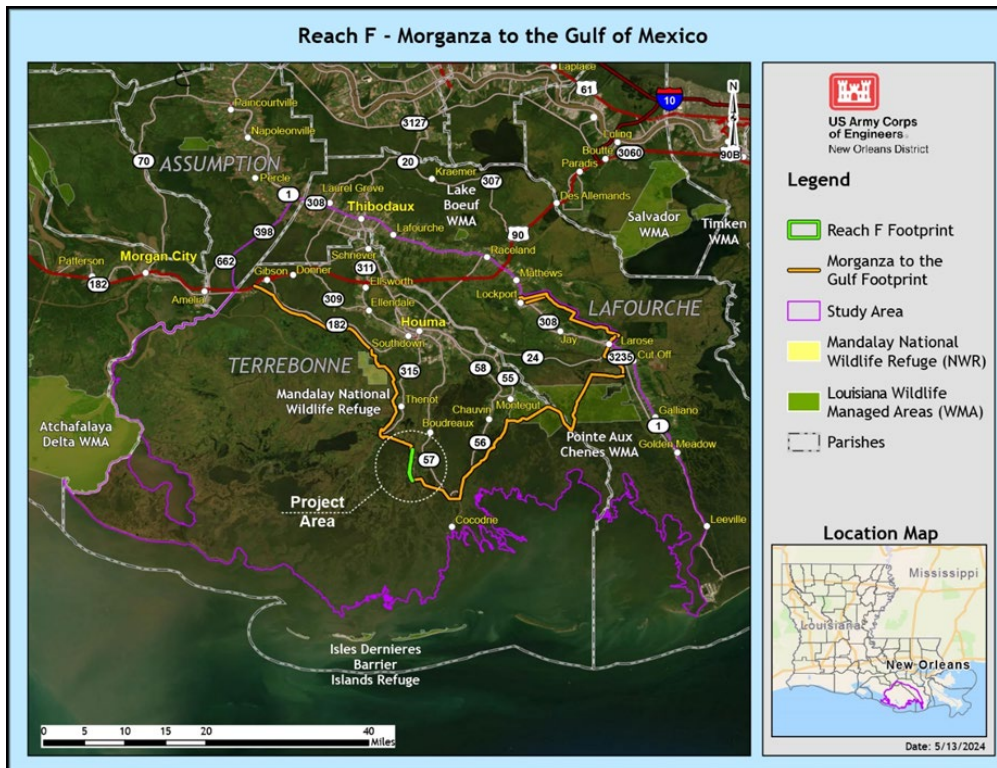 Reach F - Morganza to the Gulf of Mexico
Laplace
61
N
10
Paincourtville
3127
Napoleonville
Luling
Boutte
3060
90B
70
ASSUMPTION
20
Paradis
Kraemer
307
Piercle
Lake
Boeuf
WMA
1
308
Laurel Grove
Des Allemands
Thibodaux
Salvador
WMA
Timken
WMA
Lafourche
398
90
Schriever
Raceland
Patterson
Morgan City
662
311
Gibson
Donner
Ellsworth
Mathews
182
Amelia
309
Ellendale
Lockport
LAFOURCHE
182
Houma
308
Jay
Southdown
Larose
TERREBONNE
24
3235
Cut Off
315
58
55
Mandalay National
Wildlife Refuge
Theriot
Chauvin
Montegut
Galliano
Atchafalaya
Delta WMA
Boudreaux
1
56
Pointe Aux
Chenes WMA
Golden Meadow
57
Project
Area
Cocodrie
Leeville
Isles Dernieres
Barrier
Islands Refuge
0 5 10 15 20 40
Miles
US Army Corps
of Engineers
New Orleans District
Legend
Reach F Footprint
Morganza to the
Gulf Footprint
Study Area
Mandalay National
Wildlife Refuge (NWR)
Louisiana Wildlife
Managed Areas (WMA)
Parishes
Location Map
Mississippi
Louisiana
New Orleans
Date: 5/13/2024